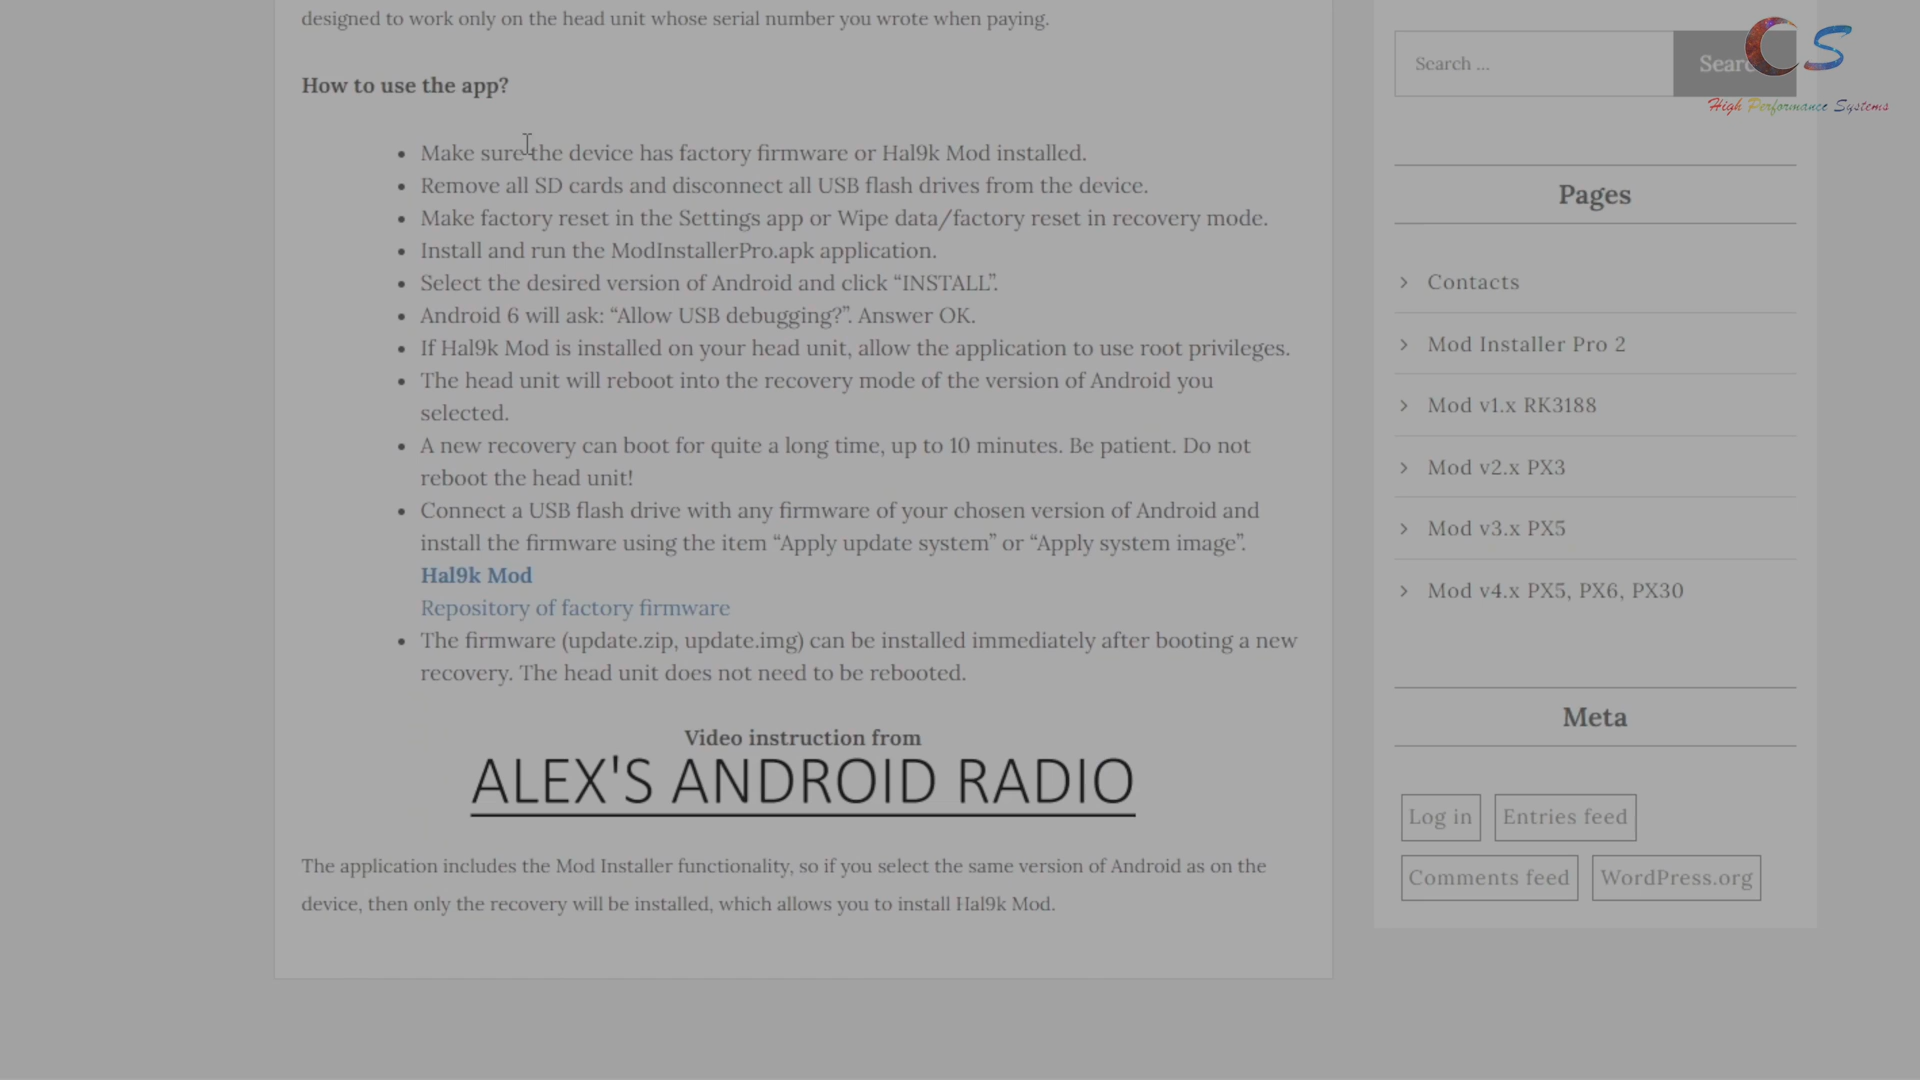 designed to work only on the head unit whose serial number you wrote when paying.
How to use the app?
Make sure the device has factory firmware or Hal9k Mod installed.
Remove all SD cards and disconnect all USB flash drives from the device.
Make factory reset in the Settings app or Wipe data/factory reset in recovery mode.
Install and run the ModInstallerPro.apk application.
Select the desired version of Android and click “INSTALL”.
Android 6 will ask: “Allow USB debugging?”. Answer OK.
If Hal9k Mod is installed on your head unit, allow the application to use root privileges.
The head unit will reboot into the recovery mode of the version of Android you
selected.
A new recovery can boot for quite a long time, up to 10 minutes. Be patient. Do not
reboot the head unit!
Connect a USB flash drive with any firmware of your chosen version of Android and
install the firmware using the item “Apply update system” or “Apply system image”.
Hal9k Mod
Repository of factory firmware
The firmware (update.zip, update.img) can be installed immediately after booting a new
recovery. The head unit does not need to be rebooted.
Video instruction from
ALEX'S ANDROID RADIO
The application includes the Mod Installer functionality, so if you select the same version of Android as on the
device, then only the recovery will be installed, which allows you to install Hal9k Mod.
Search ...
CS
High Performance Systems
Pages
Contacts
Mod Installer Pro 2
Mod v1.x RK3188
Mod v2.x PX3
Mod v3.x PX5
Mod v4.x PX5, PX6, PX30
Meta
Log in
Entries feed
Comments feed
WordPress.org